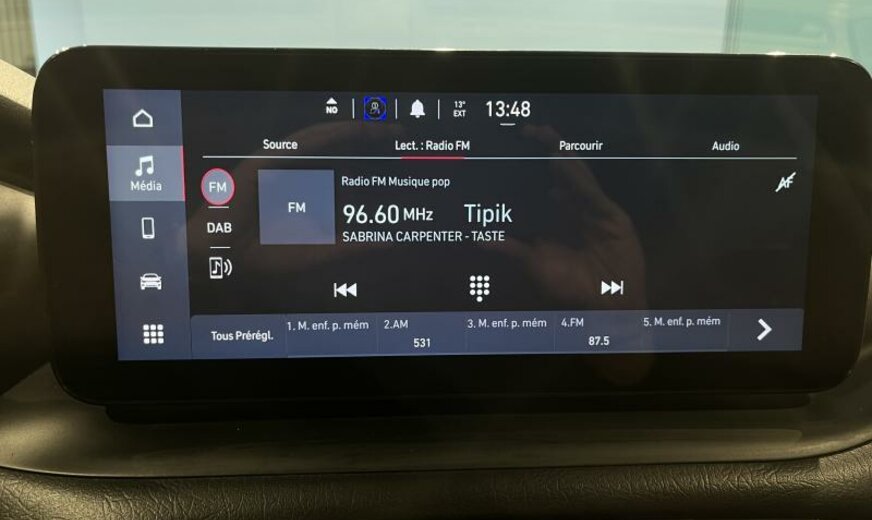 NO
13°
EXT
13:48
Source Lect. : Radio FM Parcourir Audio
Média
FM
DAB
FM
Radio FM Musique pop
96.60 MHz Tipik
SABRINA CARPENTER - TASTE
AF
Tous Prérégl.
1. M. enf. p. mém
2.AM
531
3. M. enf. p. mém
4.FM
87.5
5. M. enf. p. mém